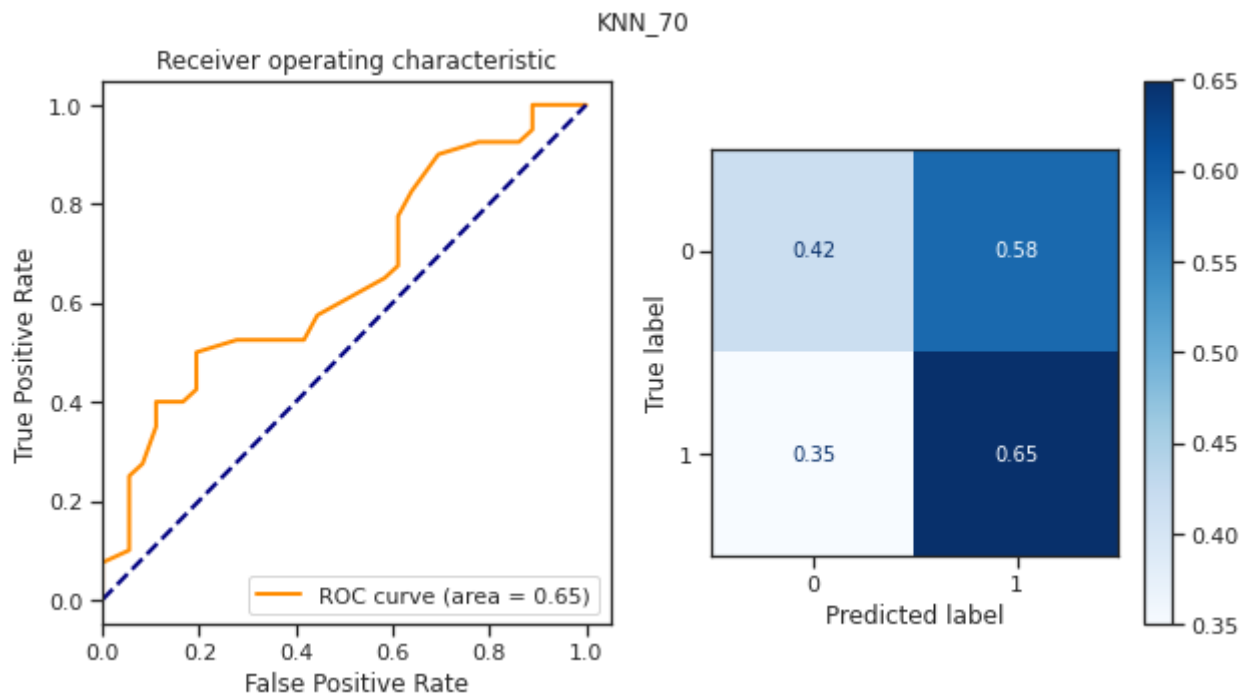 KNN_70
Receiver operating characteristic
True Positive Rate
1.0
0.8
0.6
0.4
0.2
0.0
ROC curve (area = 0.65)
0.0 0.2 0.4 0.6 0.8 1.0
False Positive Rate
True label
0
1
0.42 0.58
0.35 0.65
0 1
Predicted label
0.65
0.60
0.55
0.50
0.45
0.40
0.35